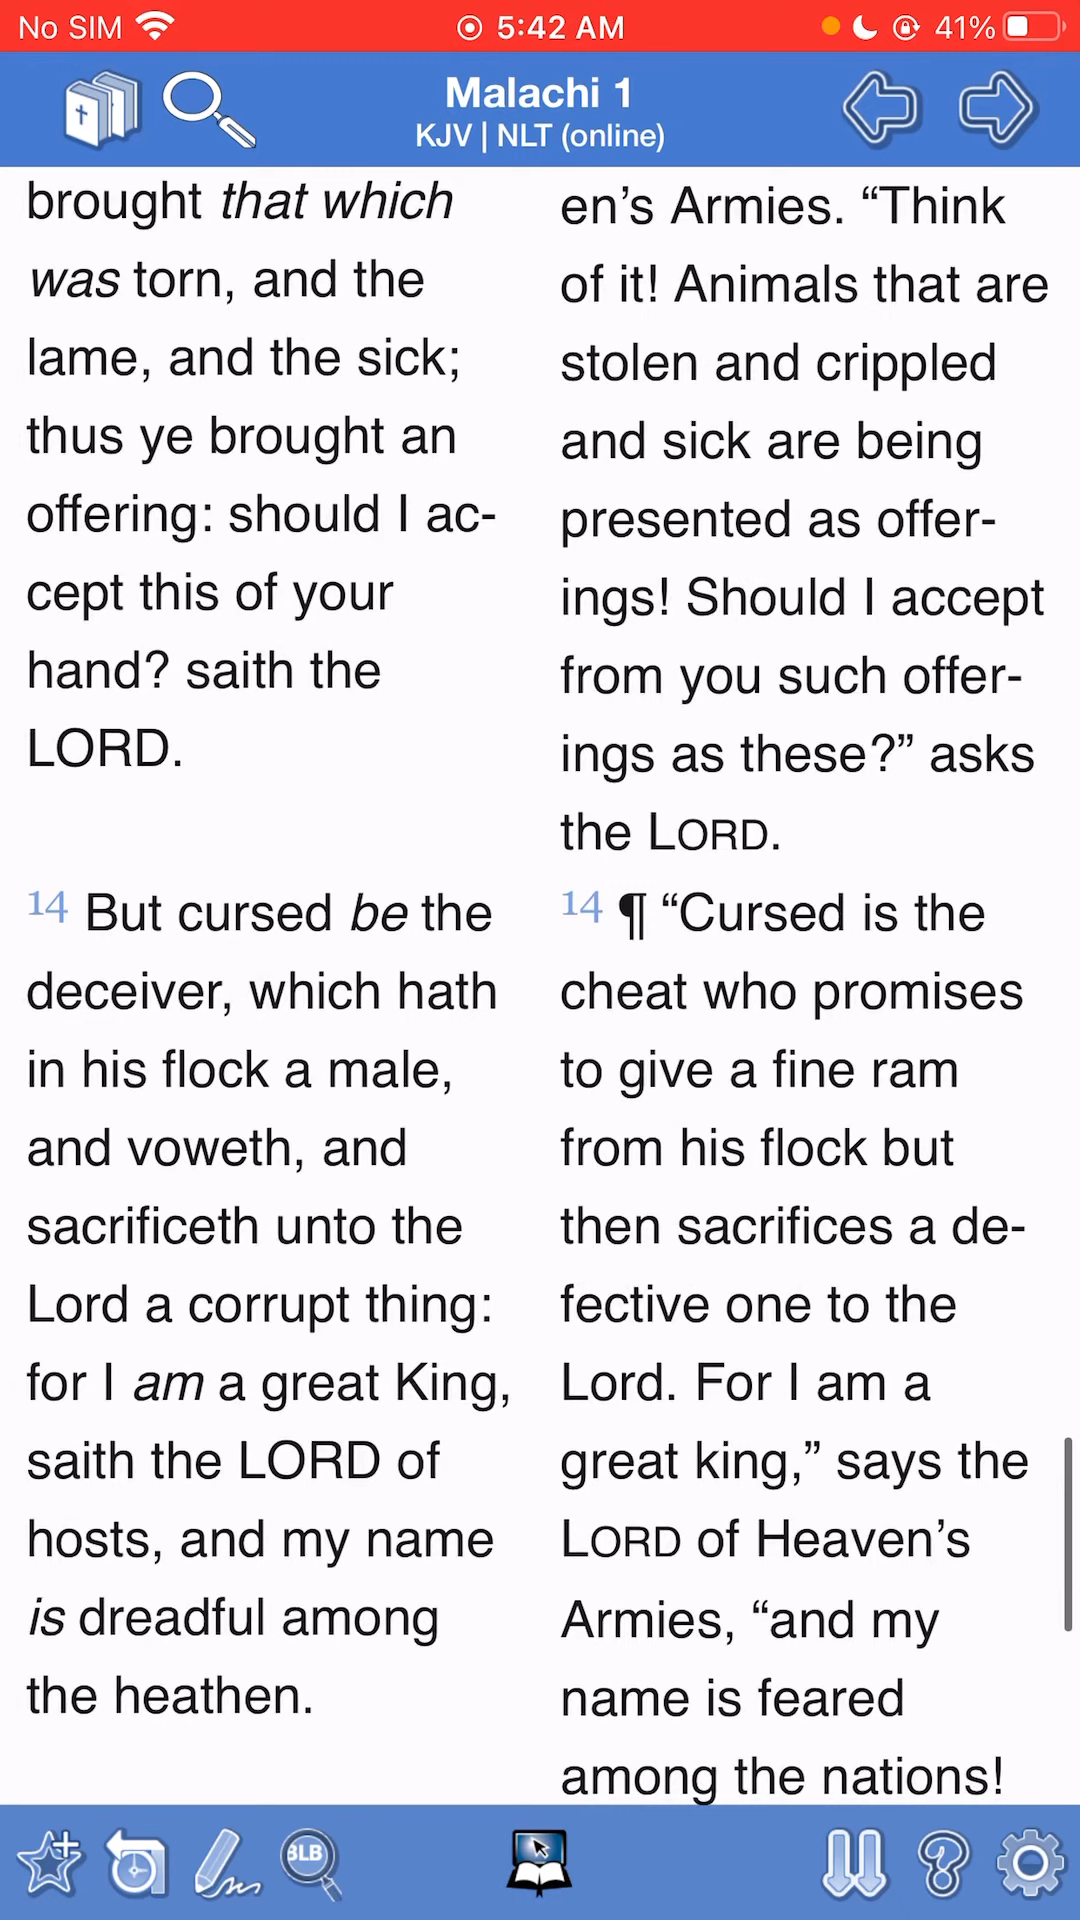 No SIM
5:42 AM
41%
Malachi 1
KJV | NLT (online)
brought that which
was torn, and the
lame, and the sick;
thus ye brought an
offering: should I ac-
cept this of your
hand? saith the
LORD.
14 But cursed be the
deceiver, which hath
in his flock a male,
and voweth, and
sacrificeth unto the
Lord a corrupt thing:
for I am a great King,
saith the LORD of
hosts, and my name
is dreadful among
the heathen.
en’s Armies. “Think
of it! Animals that are
stolen and crippled
and sick are being
presented as offer-
ings! Should I accept
from you such offer-
ings as these?” asks
the LORD.
14 ¶ “Cursed is the
cheat who promises
to give a fine ram
from his flock but
then sacrifices a de-
fective one to the
Lord. For I am a
great king,” says the
LORD of Heaven’s
Armies, “and my
name is feared
among the nations!
BLB